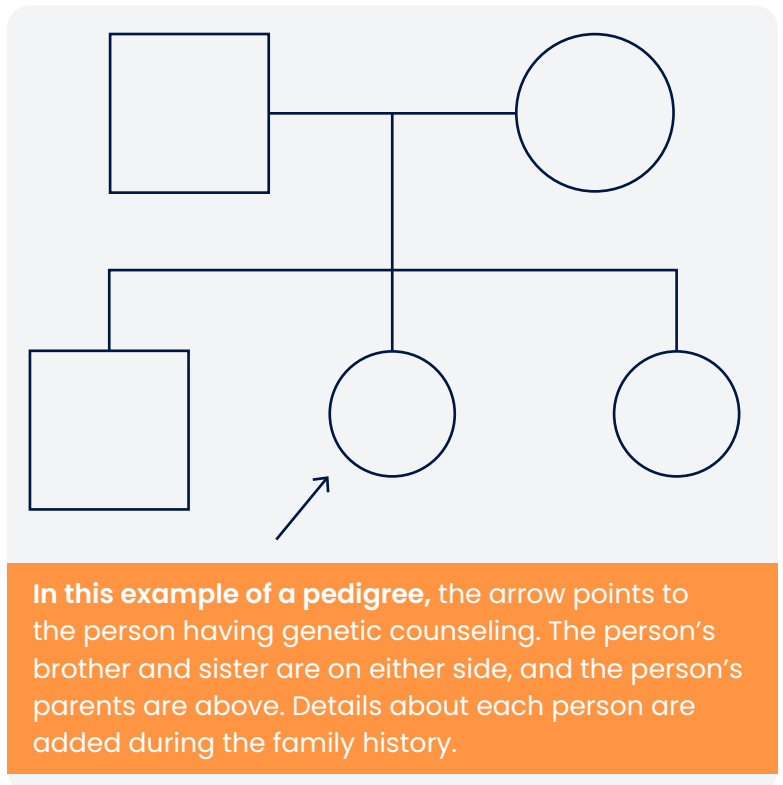 In this example of a pedigree, the arrow points to
the person having genetic counseling. The person’s
brother and sister are on either side, and the person’s
parents are above. Details about each person are
added during the family history.